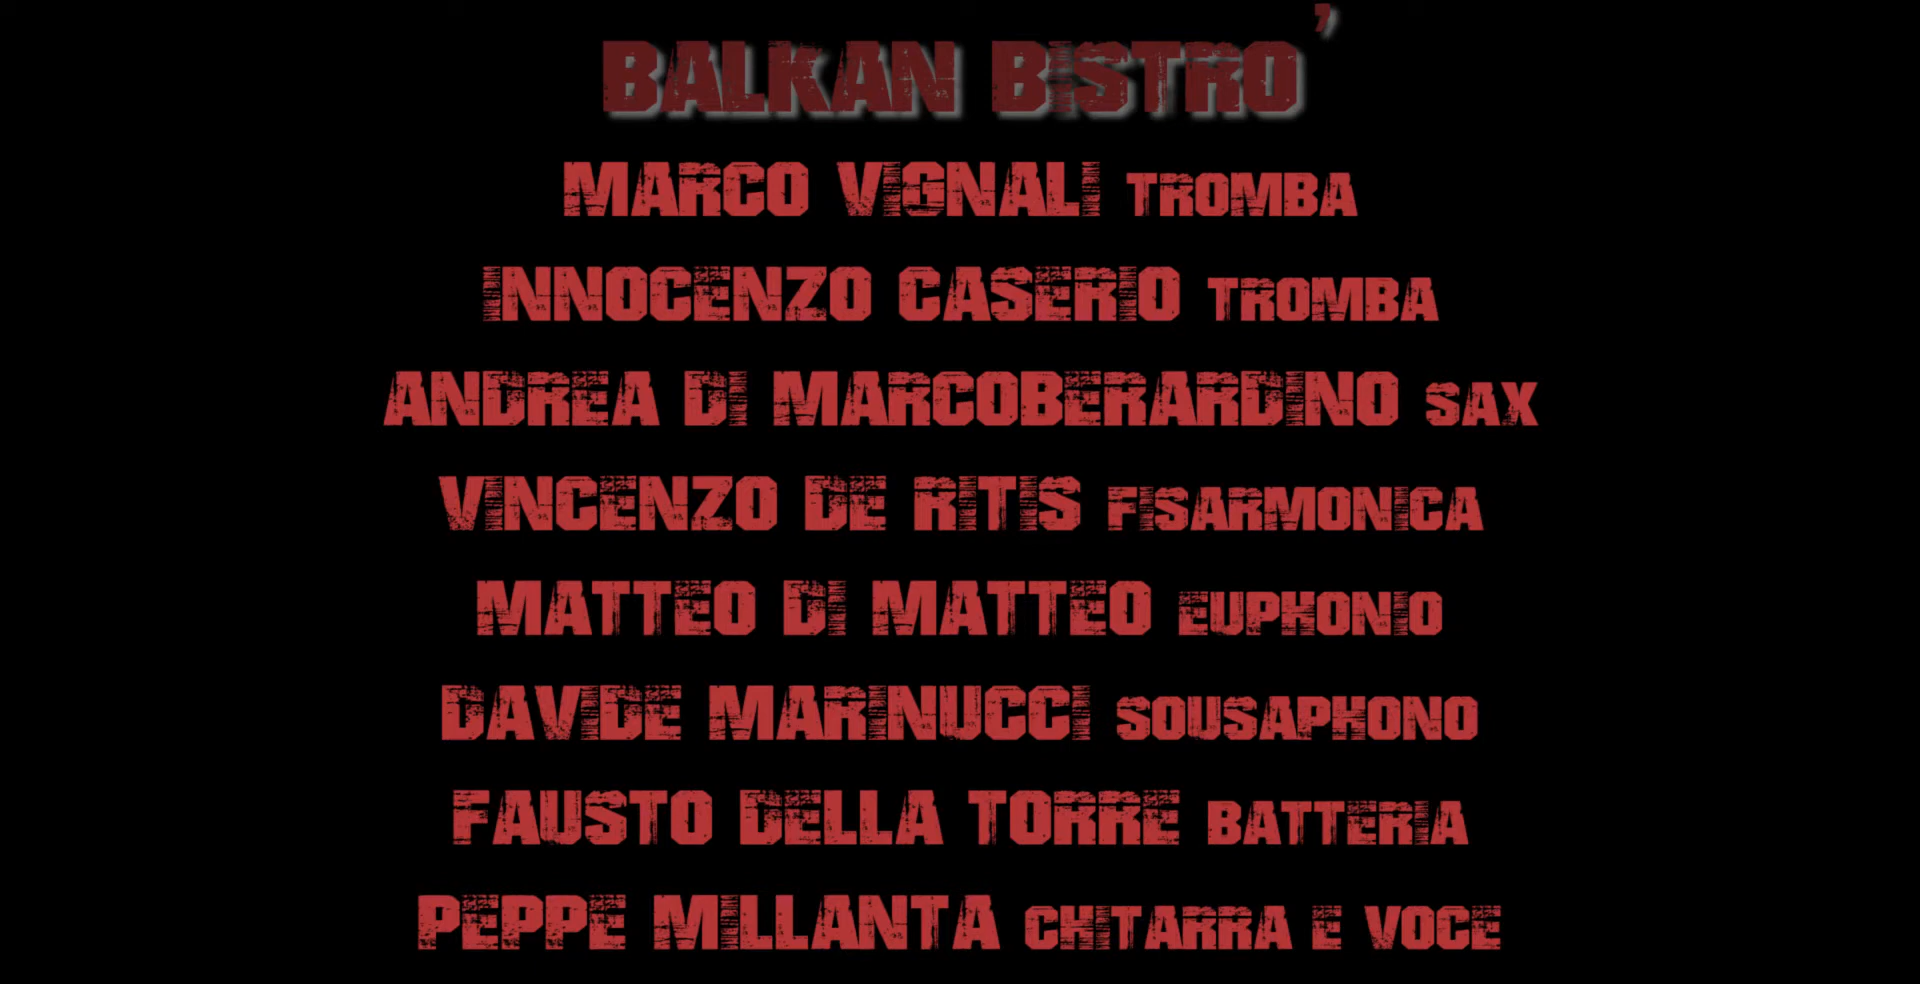 BALKAN BISTRO'
MARCO VIGNALI TROMBA
INNOCENZO CASERIO TROMBA
ANDREA DI MARCOBERARDINO SAX
VINCENZO DE RITIS FISARMONICA
MATTEO DI MATTEO EUPHONIO
DAVIDE MARINUCCI SOUSAPHONO
FAUSTO DELLA TORRE BATTERIA
PEPPE MILLANTA CHITARRA E VOCE